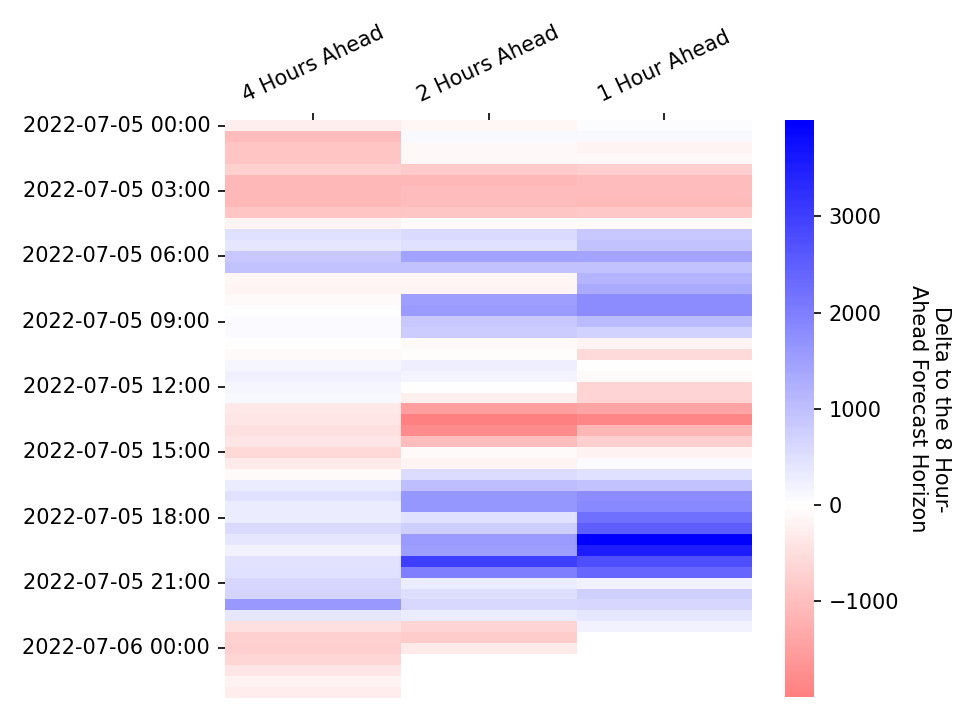 4 Hours Ahead
2 Hours Ahead
1 Hour Ahead
2022-07-05 00:00
2022-07-05 03:00
2022-07-05 06:00
2022-07-05 09:00
2022-07-05 12:00
2022-07-05 15:00
2022-07-05 18:00
2022-07-05 21:00
2022-07-06 00:00
3000
2000
1000
0
−1000
Delta to the 8 Hour-
Ahead Forecast Horizon